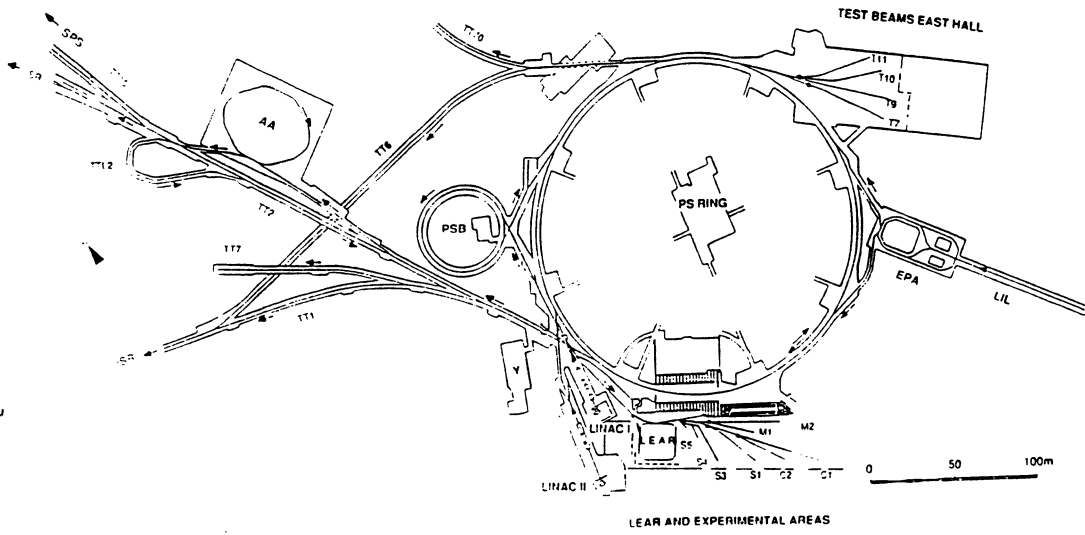 TEST BEAMS EAST HALL
SPS
TT10
T11
T10
T9
T7
AA
TT6
TTL2
TT2
PS RING
PSB
TT7
EPA
LIL
TT1
Y
LINAC I
LEAR
S5
M1
M2
S4
S3
S1
C2
C1
0 50 100m
LINAC II
LEAR AND EXPERIMENTAL AREAS